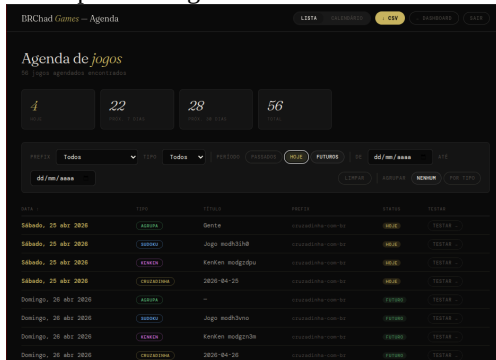 BRChad Games — Agenda
LISTA CALENDÁRIO ↓ CSV ← DASHBOARD SAIR
Agenda de jogos
56 jogos agendados encontrados
4 22 28 56
HOJE PRÓX. 7 DIAS PRÓX. 30 DIAS TOTAL
PREFIX Todos TIPO Todos PERÍODO PASSADOS HOJE FUTUROS DE dd/mm/aaaa ATÉ
dd/mm/aaaa LIMPAR AGRUPAR NENHUM POR TIPO
DATA TIPO TÍTULO PREFIX STATUS TESTAR
Sábado, 25 abr 2026 AGRUPA Gente cruzadinha-com-br HOJE TESTAR
Sábado, 25 abr 2026 SUDOKU Jogo modh3ih0 cruzadinha-com-br HOJE TESTAR
Sábado, 25 abr 2026 KENKEN KenKen modgzdpu cruzadinha-com-br HOJE TESTAR
Sábado, 25 abr 2026 CRUZADINHA 2026-04-25 cruzadinha-com-br HOJE TESTAR
Domingo, 26 abr 2026 AGRUPA — cruzadinha-com-br FUTURO TESTAR
Domingo, 26 abr 2026 SUDOKU Jogo modh3vno cruzadinha-com-br FUTURO TESTAR
Domingo, 26 abr 2026 KENKEN KenKen modgzn3m cruzadinha-com-br FUTURO TESTAR
Domingo, 26 abr 2026 CRUZADINHA 2026-04-26 cruzadinha-com-br FUTURO TESTAR